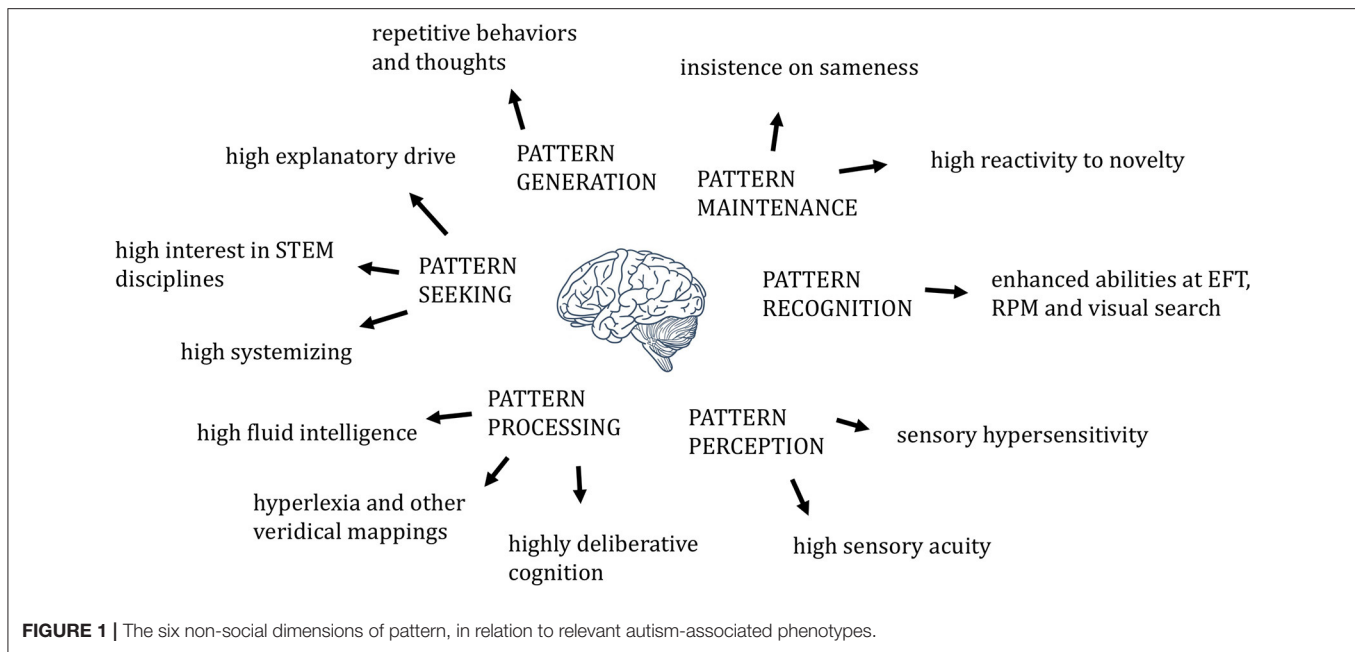 repetitive behaviors
and thoughts
insistence on sameness
high explanatory drive
PATTERN
GENERATION
PATTERN
MAINTENANCE
high reactivity to novelty
high interest in STEM
disciplines
PATTERN
SEEKING
PATTERN
RECOGNITION
enhanced abilities at EFT,
RPM and visual search
high systemizing
PATTERN
PROCESSING
PATTERN
PERCEPTION
high fluid intelligence
sensory hypersensitivity
hyperlexia and other
veridical mappings
highly deliberative
cognition
high sensory acuity
FIGURE 1 | The six non-social dimensions of pattern, in relation to relevant autism-associated phenotypes.